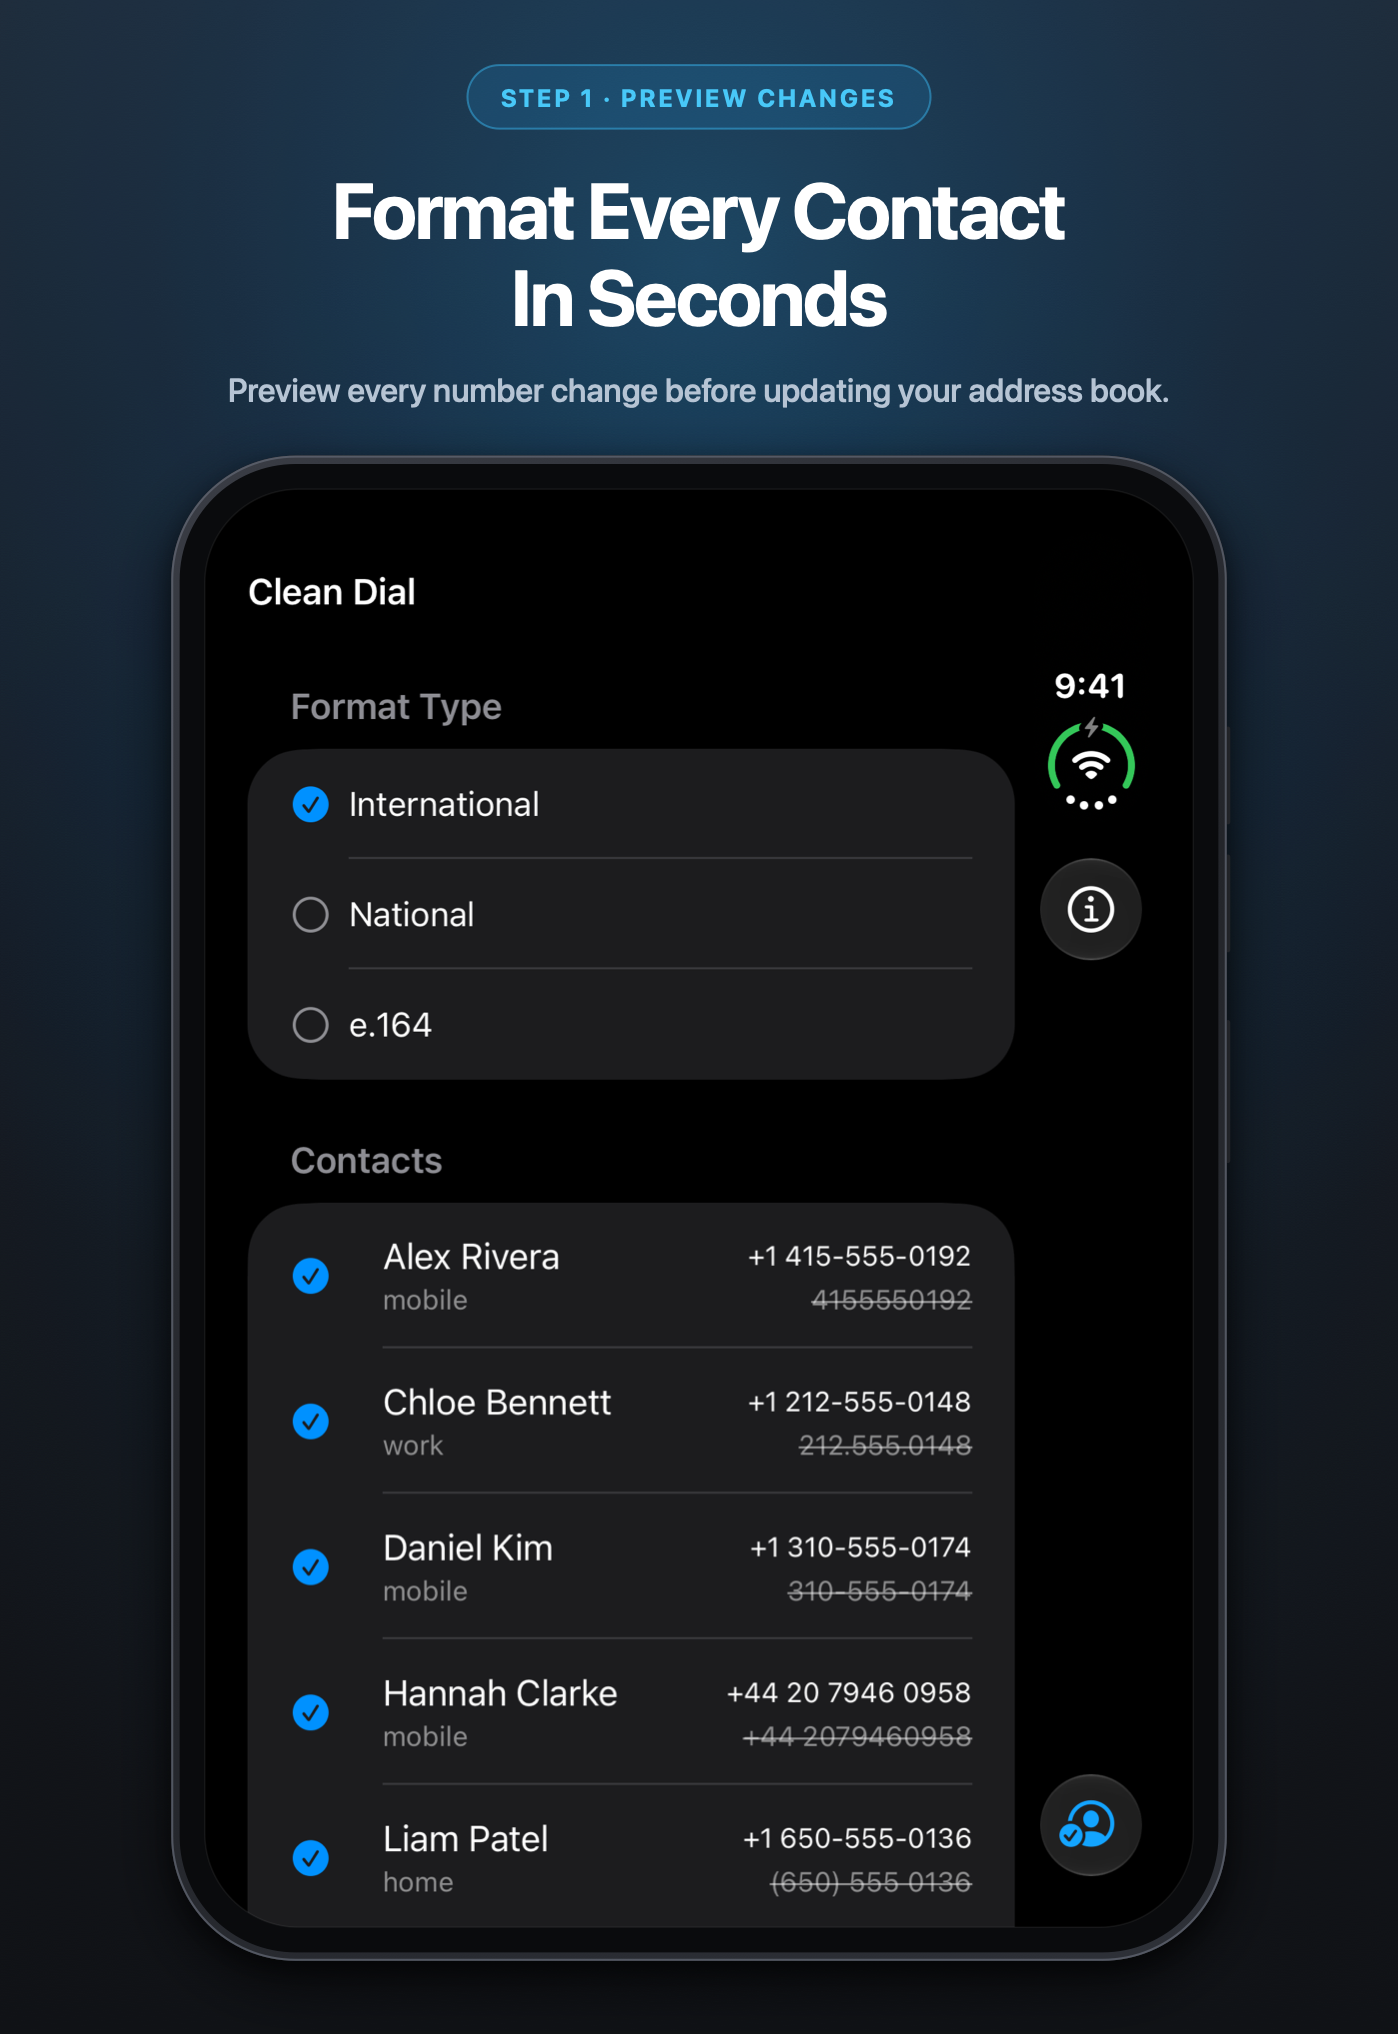 STEP 1 · PREVIEW CHANGES
Format Every Contact
In Seconds
Preview every number change before updating your address book.
Clean Dial
9:41
Format Type
International
National
e.164
Contacts
Alex Rivera +1 415-555-0192
mobile 4155550192
Chloe Bennett +1 212-555-0148
work 212.555.0148
Daniel Kim +1 310-555-0174
mobile 310-555-0174
Hannah Clarke +44 20 7946 0958
mobile +44 2079460958
Liam Patel +1 650-555-0136
home (650) 555 0136